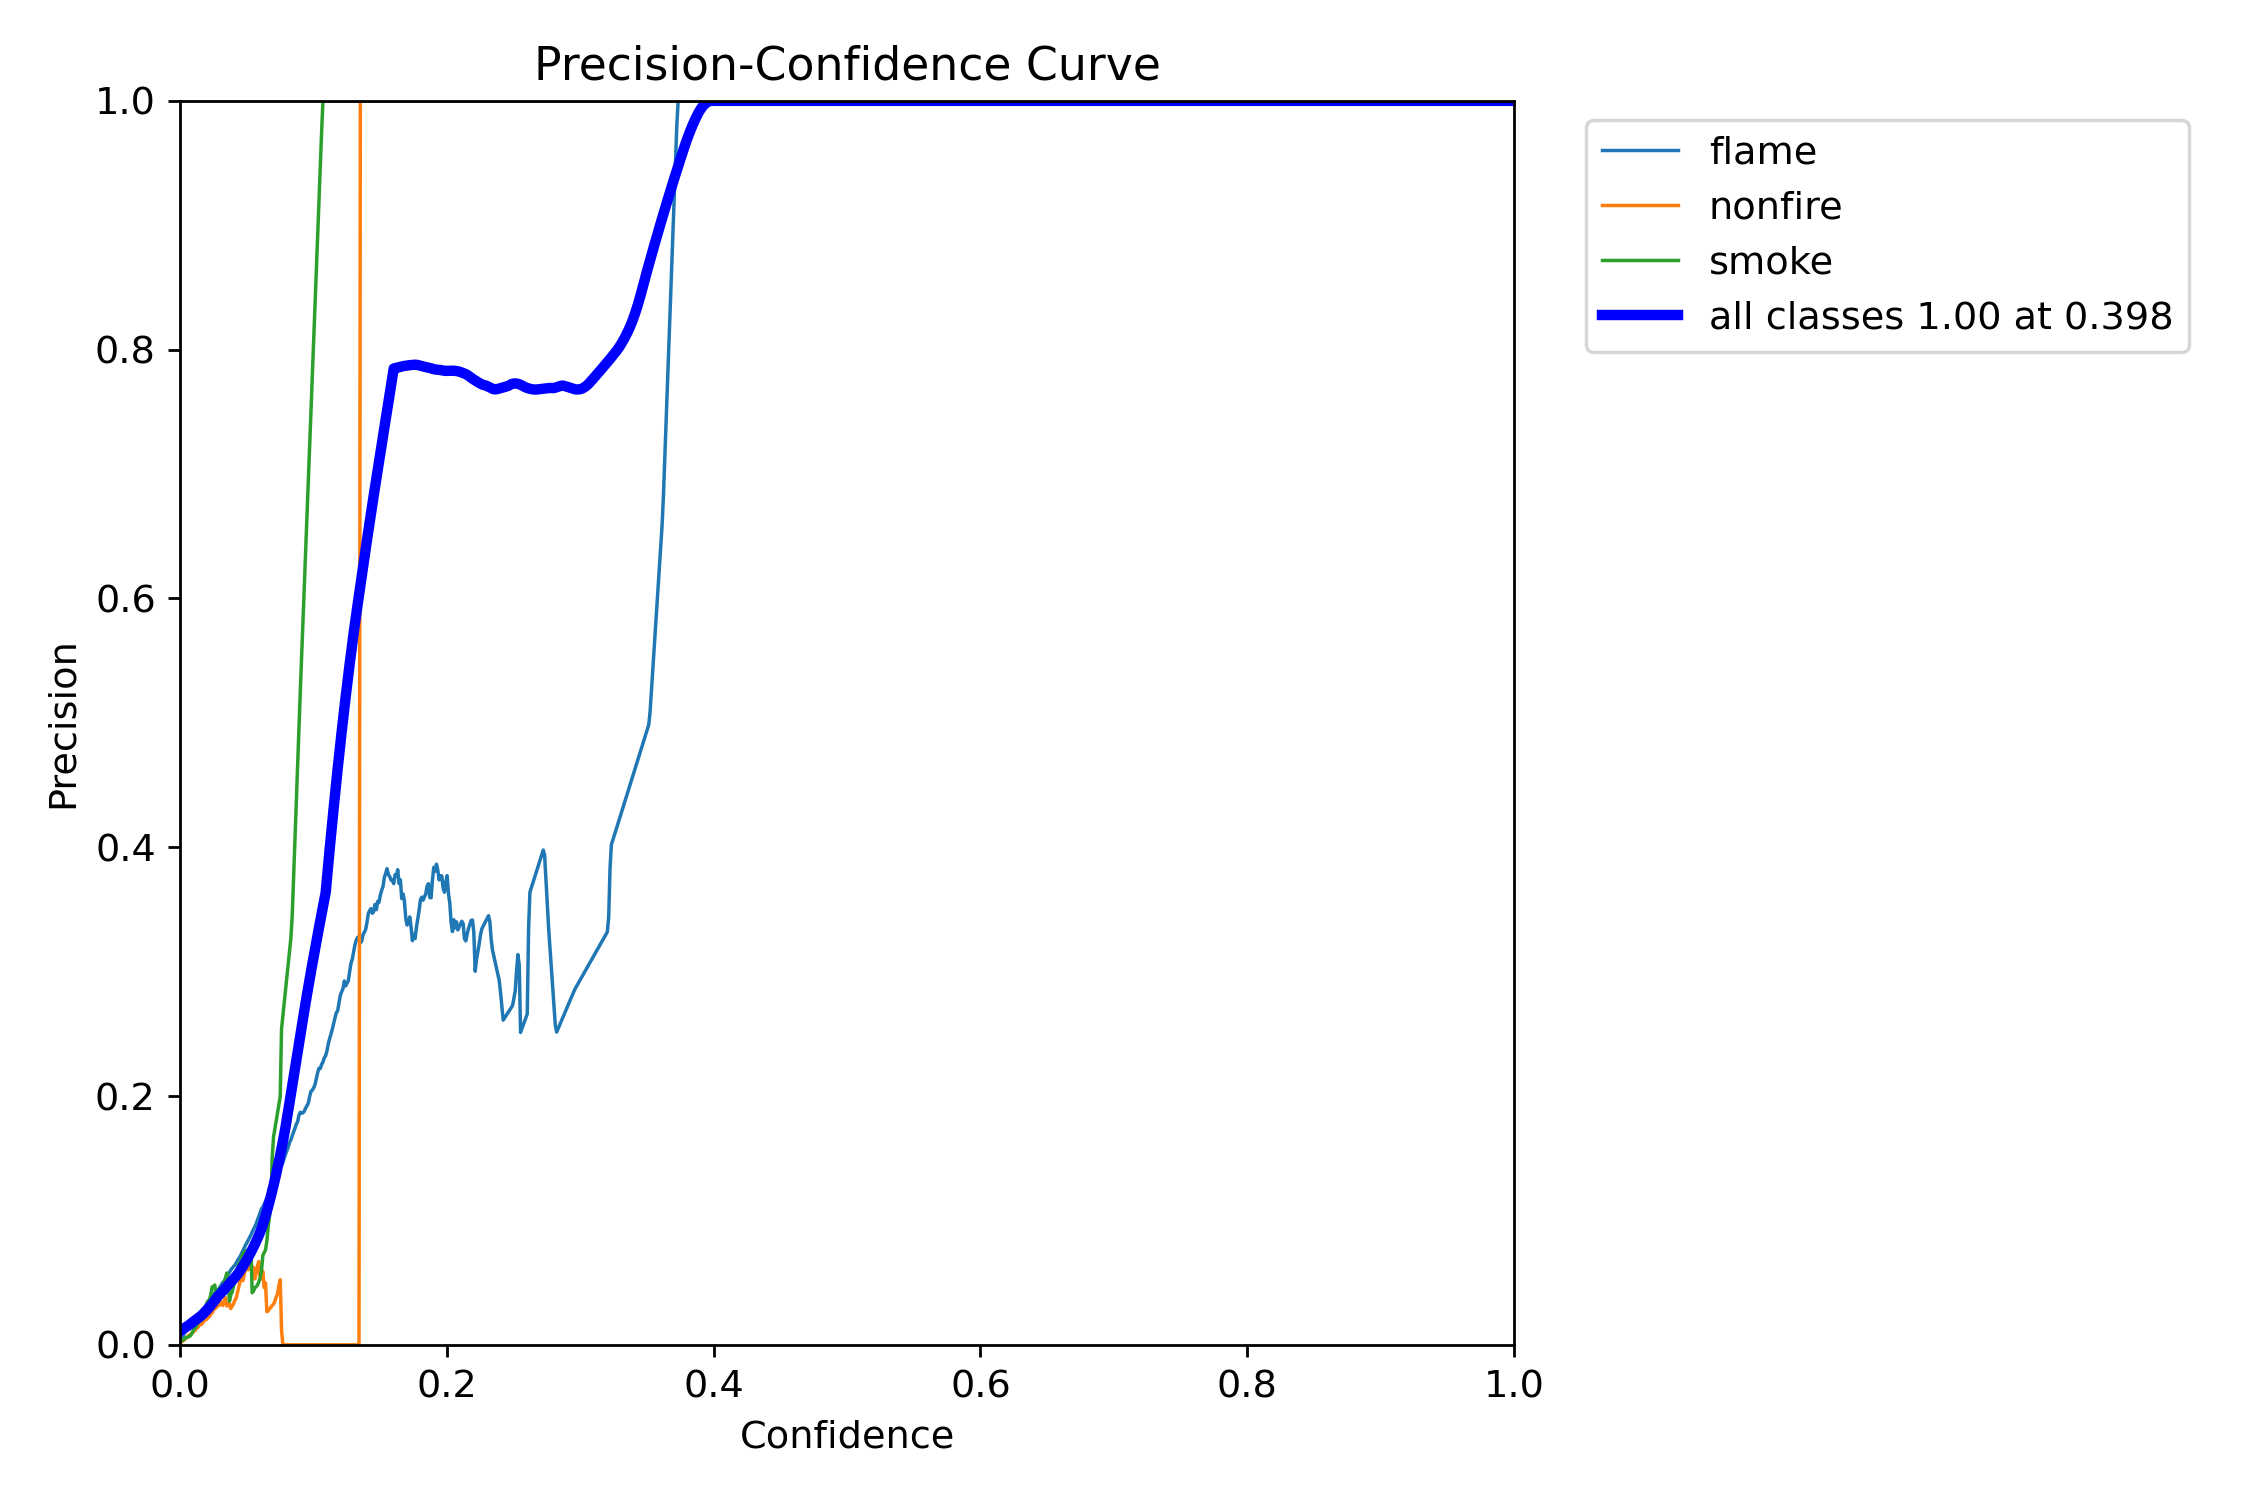 Precision-Confidence Curve
1.0
0.8
0.6
0.4
0.2
0.0
Precision
0.0 0.2 0.4 0.6 0.8 1.0
Confidence
flame
nonfire
smoke
all classes 1.00 at 0.398